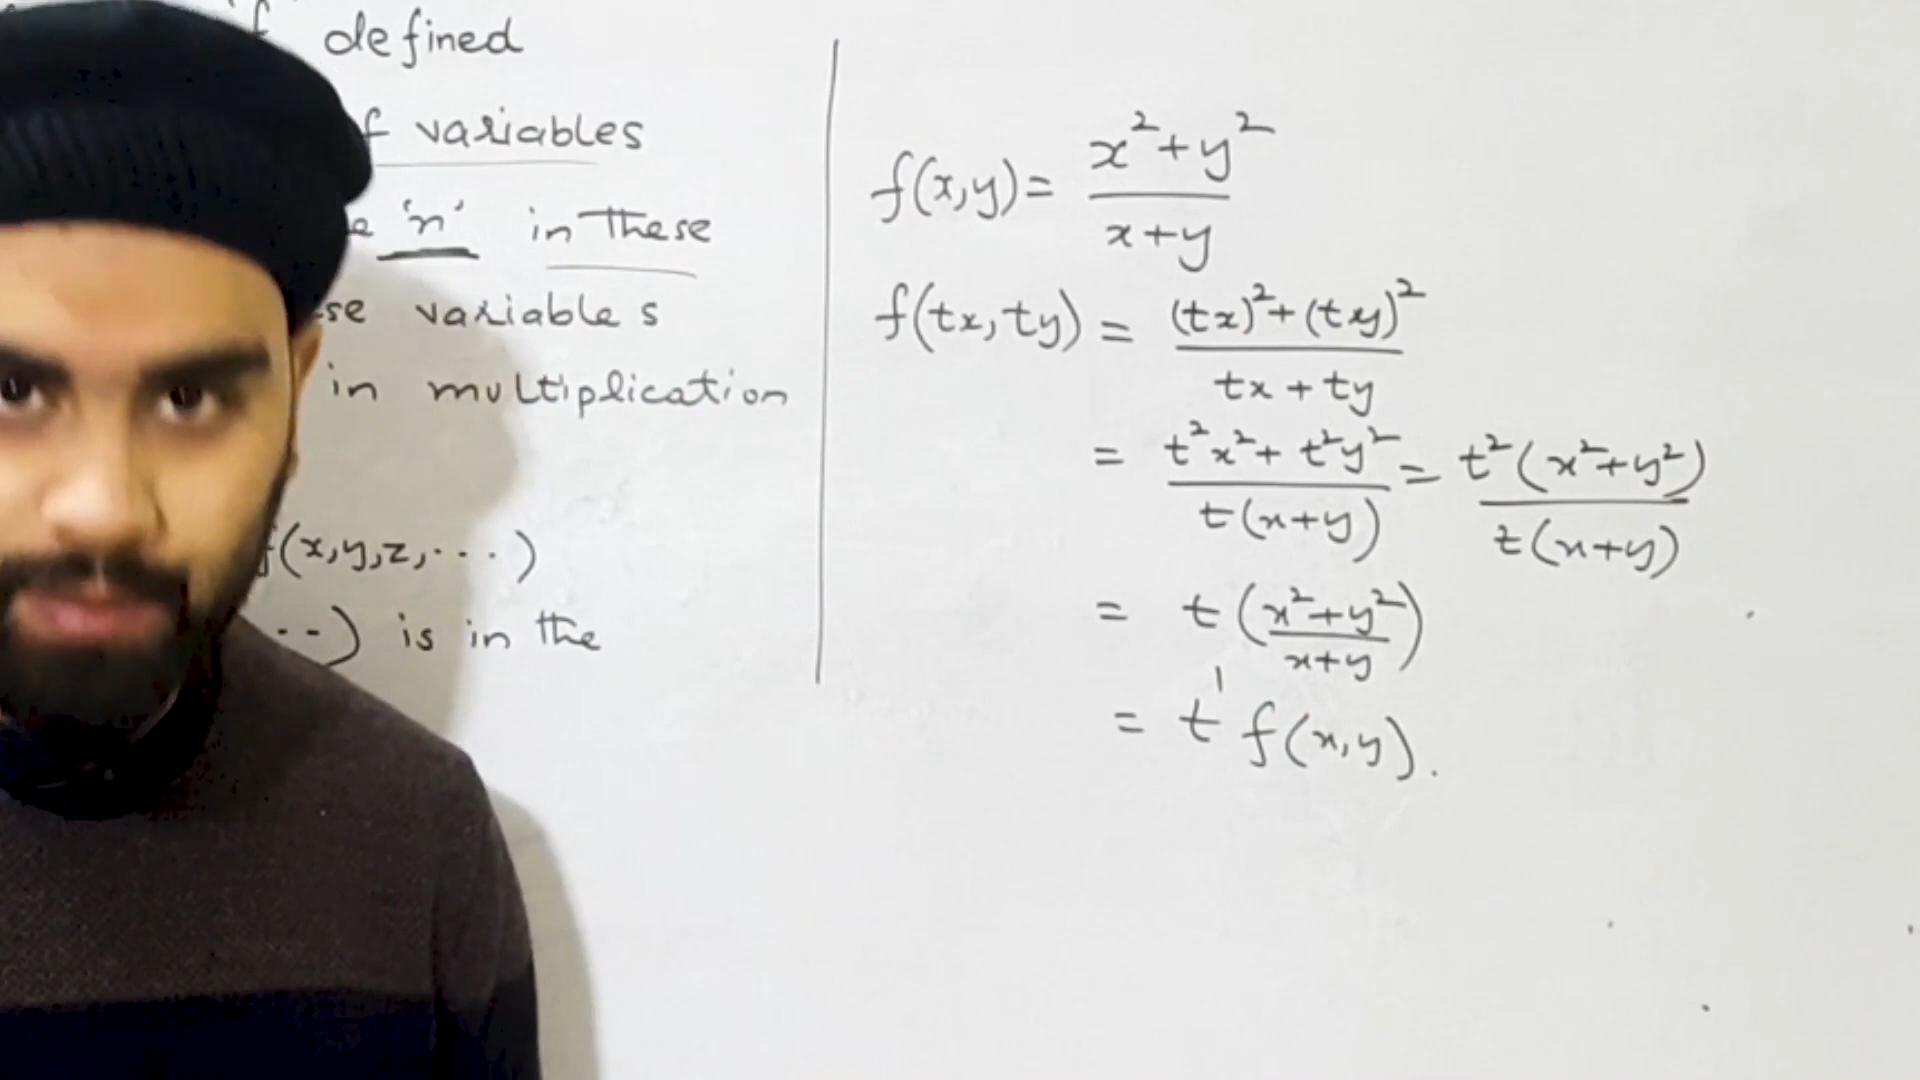 defined
variables
'n' in these
variables
in multiplication
f(x,y,z,...)
--) is in the
f(x,y) = (x²+y²)/(x+y)
f(tx,ty) = ((tx)²+(ty)²)/(tx+ty)
= (t²x²+t²y²)/(t(x+y)) = (t²(x²+y²))/(t(x+y))
= t((x²+y²)/(x+y))
= t¹ f(x,y).